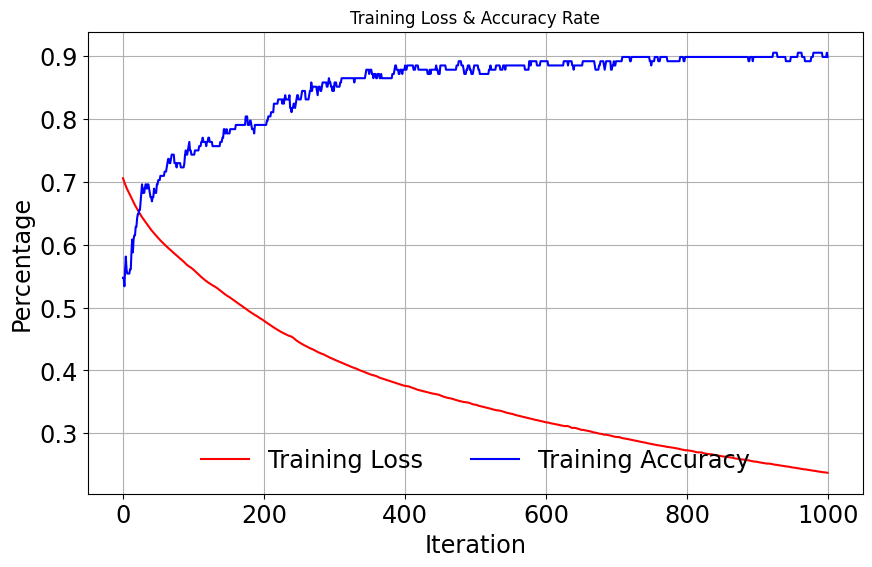 Training Loss & Accuracy Rate
Percentage
0.9
0.8
0.7
0.6
0.5
0.4
0.3
Training Loss Training Accuracy
0 200 400 600 800 1000
Iteration